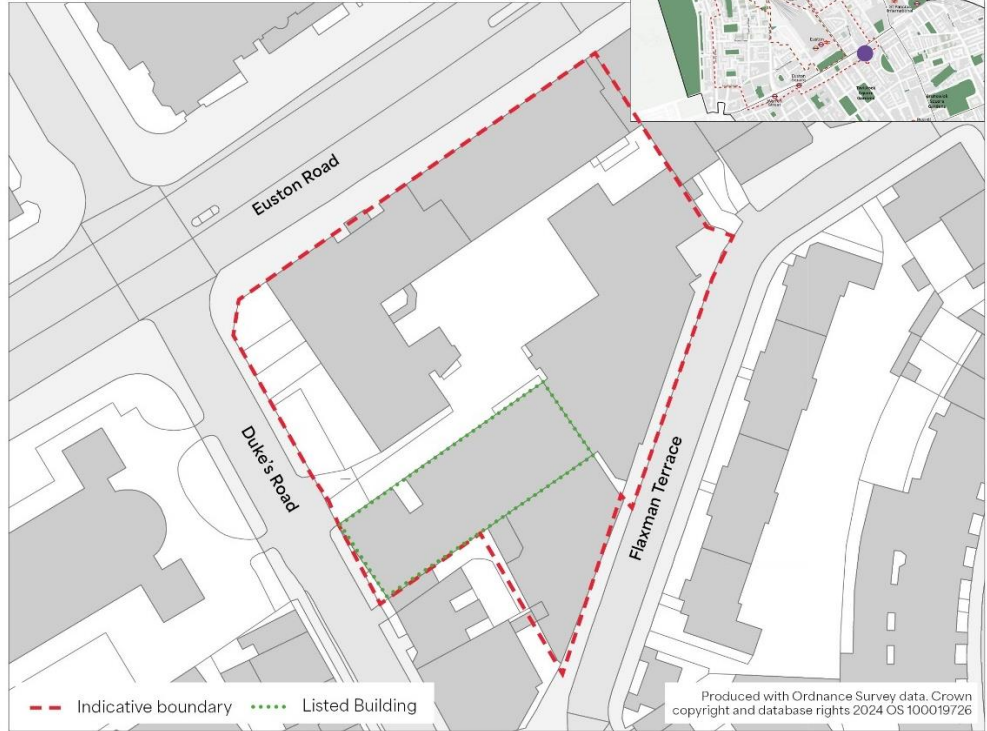 Euston
Euston Road
Duke's Road
Flaxman Terrace
Indicative boundary
Listed Building
Produced with Ordnance Survey data. Crown
copyright and database rights 2024 OS 100019726